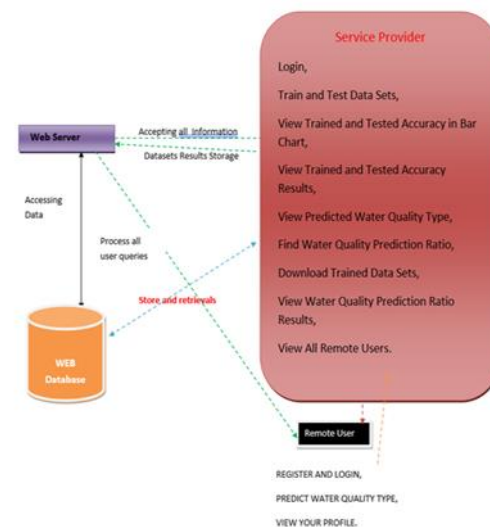 Service Provider
Login,
Train and Test Data Sets,
View Trained and Tested Accuracy in Bar
Chart,
View Trained and Tested Accuracy
Results,
View Predicted Water Quality Type,
Find Water Quality Prediction Ratio,
Download Trained Data Sets,
View Water Quality Prediction Ratio
Results,
View All Remote Users.
Web Server
Accepting all Information
Datasets Results Storage
Accessing
Data
Process all
user queries
Store and retrievals
WEB
Database
Remote User
REGISTER AND LOGIN,
PREDICT WATER QUALITY TYPE,
VIEW YOUR PROFILE.